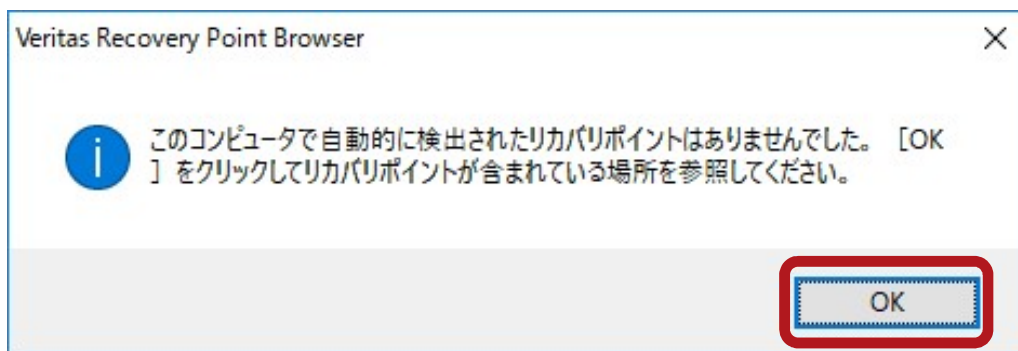 Veritas Recovery Point Browser
このコンピュータで自動的に検出されたリカバリポイントはありませんでした。 [OK
] をクリックしてリカバリポイントが含まれている場所を参照してください。
OK